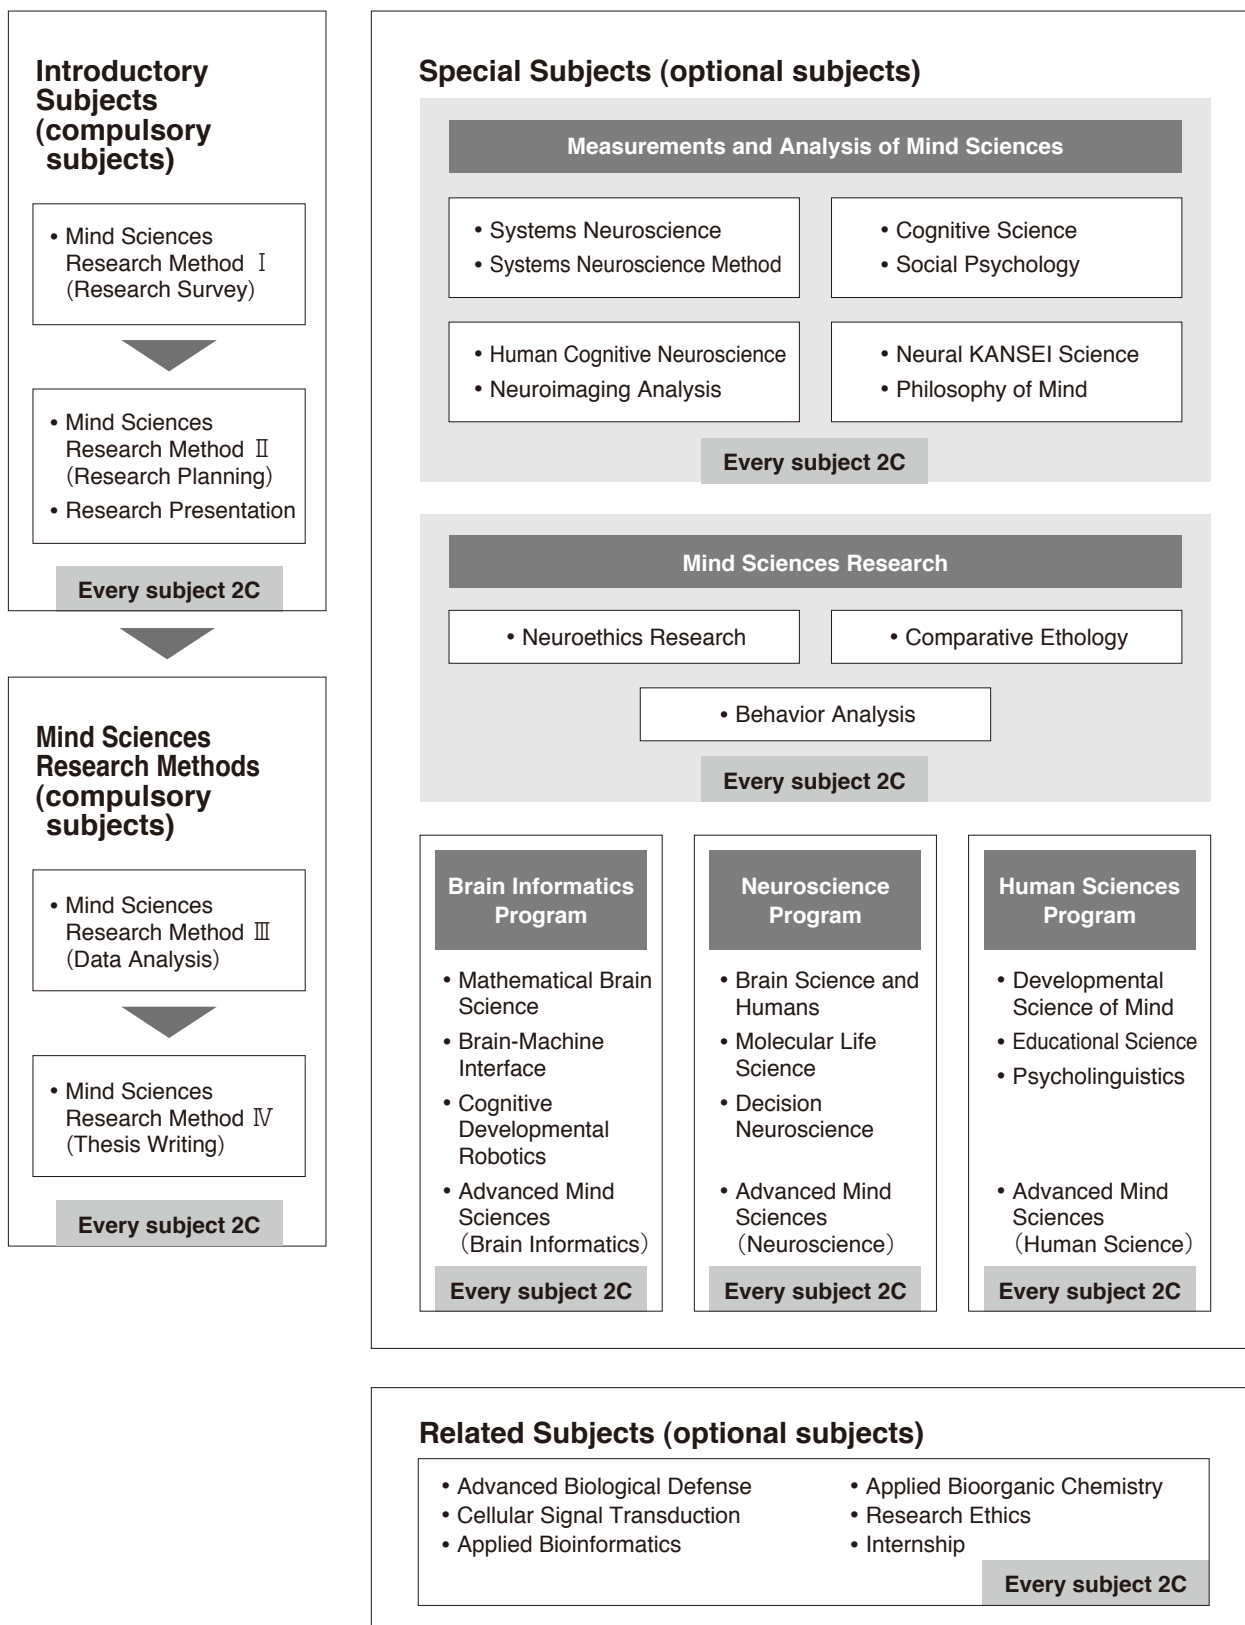 Introductory
Subjects
(compulsory
subjects)
• Mind Sciences
Research Method Ⅰ
(Research Survey)
• Mind Sciences
Research Method Ⅱ
(Research Planning)
• Research Presentation
Every subject 2C
Mind Sciences
Research Methods
(compulsory
subjects)
• Mind Sciences
Research Method Ⅲ
(Data Analysis)
• Mind Sciences
Research Method Ⅳ
(Thesis Writing)
Every subject 2C
Special Subjects (optional subjects)
Measurements and Analysis of Mind Sciences
• Systems Neuroscience
• Systems Neuroscience Method
• Cognitive Science
• Social Psychology
• Human Cognitive Neuroscience
• Neuroimaging Analysis
• Neural KANSEI Science
• Philosophy of Mind
Every subject 2C
Mind Sciences Research
• Neuroethics Research
• Comparative Ethology
• Behavior Analysis
Every subject 2C
Brain Informatics
Program
• Mathematical Brain
Science
• Brain-Machine
Interface
• Cognitive
Developmental
Robotics
• Advanced Mind
Sciences
（Brain Informatics）
Every subject 2C
Neuroscience
Program
• Brain Science and
Humans
• Molecular Life
Science
• Decision
Neuroscience
• Advanced Mind
Sciences
（Neuroscience）
Every subject 2C
Human Sciences
Program
• Developmental
Science of Mind
• Educational Science
• Psycholinguistics
• Advanced Mind
Sciences
（Human Science）
Every subject 2C
Related Subjects (optional subjects)
• Advanced Biological Defense
• Cellular Signal Transduction
• Applied Bioinformatics
• Applied Bioorganic Chemistry
• Research Ethics
• Internship
Every subject 2C